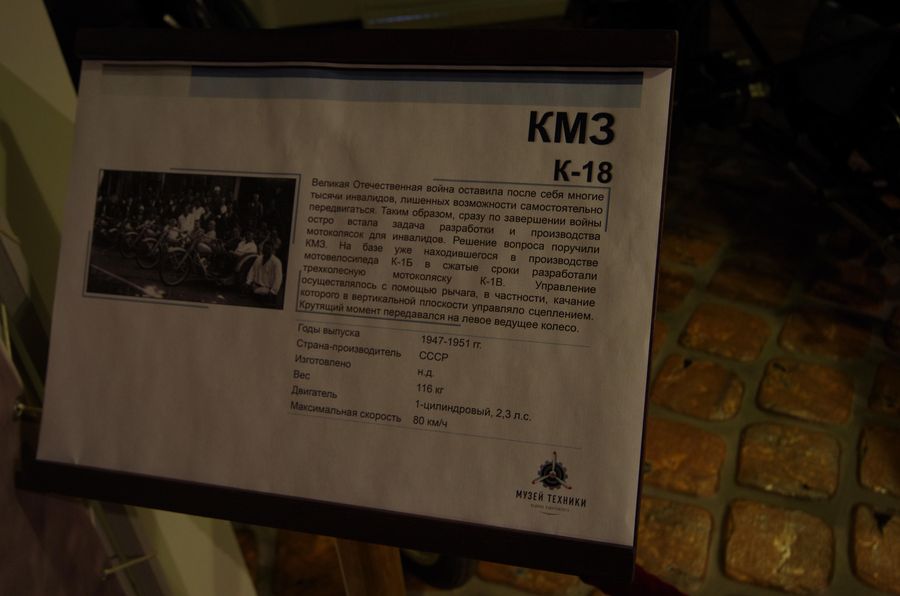 КМЗ
К-18
Великая Отечественная война оставила после себя многие
тысячи инвалидов, лишенных возможности самостоятельно
передвигаться. Таким образом, сразу по завершении войны
остро встала задача разработки и производства
мотоколясок для инвалидов. Решение вопроса поручили
КМЗ. На базе уже находившегося в производстве
мотовелосипеда К-1Б в сжатые сроки разработали
трехколесную мотоколяску К-1В. Управление
осуществлялось с помощью рычага, в частности, качание
которого в вертикальной плоскости управляло сцеплением.
Крутящий момент передавался на левое ведущее колесо.
Годы выпуска 1947-1951 гг.
Страна-производитель СССР
Изготовлено н.д.
Вес 116 кг
Двигатель 1-цилиндровый, 2,3 л.с.
Максимальная скорость 80 км/ч
МУЗЕЙ ТЕХНИКИ